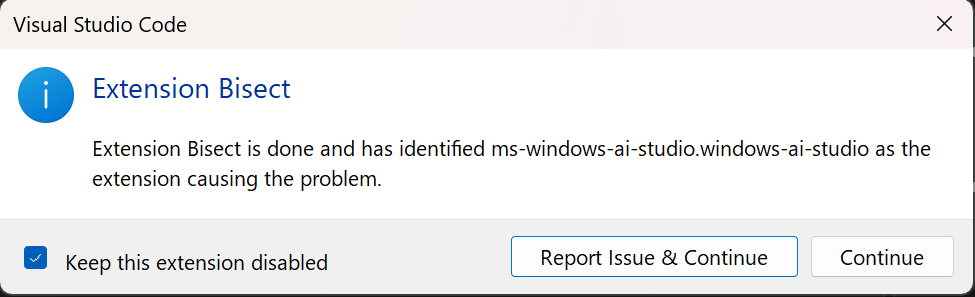 Visual Studio Code
Extension Bisect
Extension Bisect is done and has identified ms-windows-ai-studio.windows-ai-studio as the
extension causing the problem.
Keep this extension disabled
Report Issue & Continue
Continue